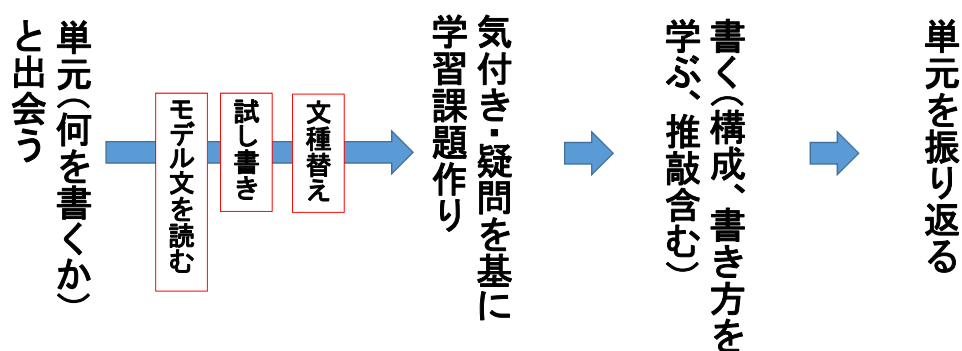 単元（何を書くか）
と出会う
モデル文を読む
試し書き
文種替え
気付き・疑問を基に
学習課題作り
書く（構成、書き方を
学ぶ、推敲含む）
単元を振り返る